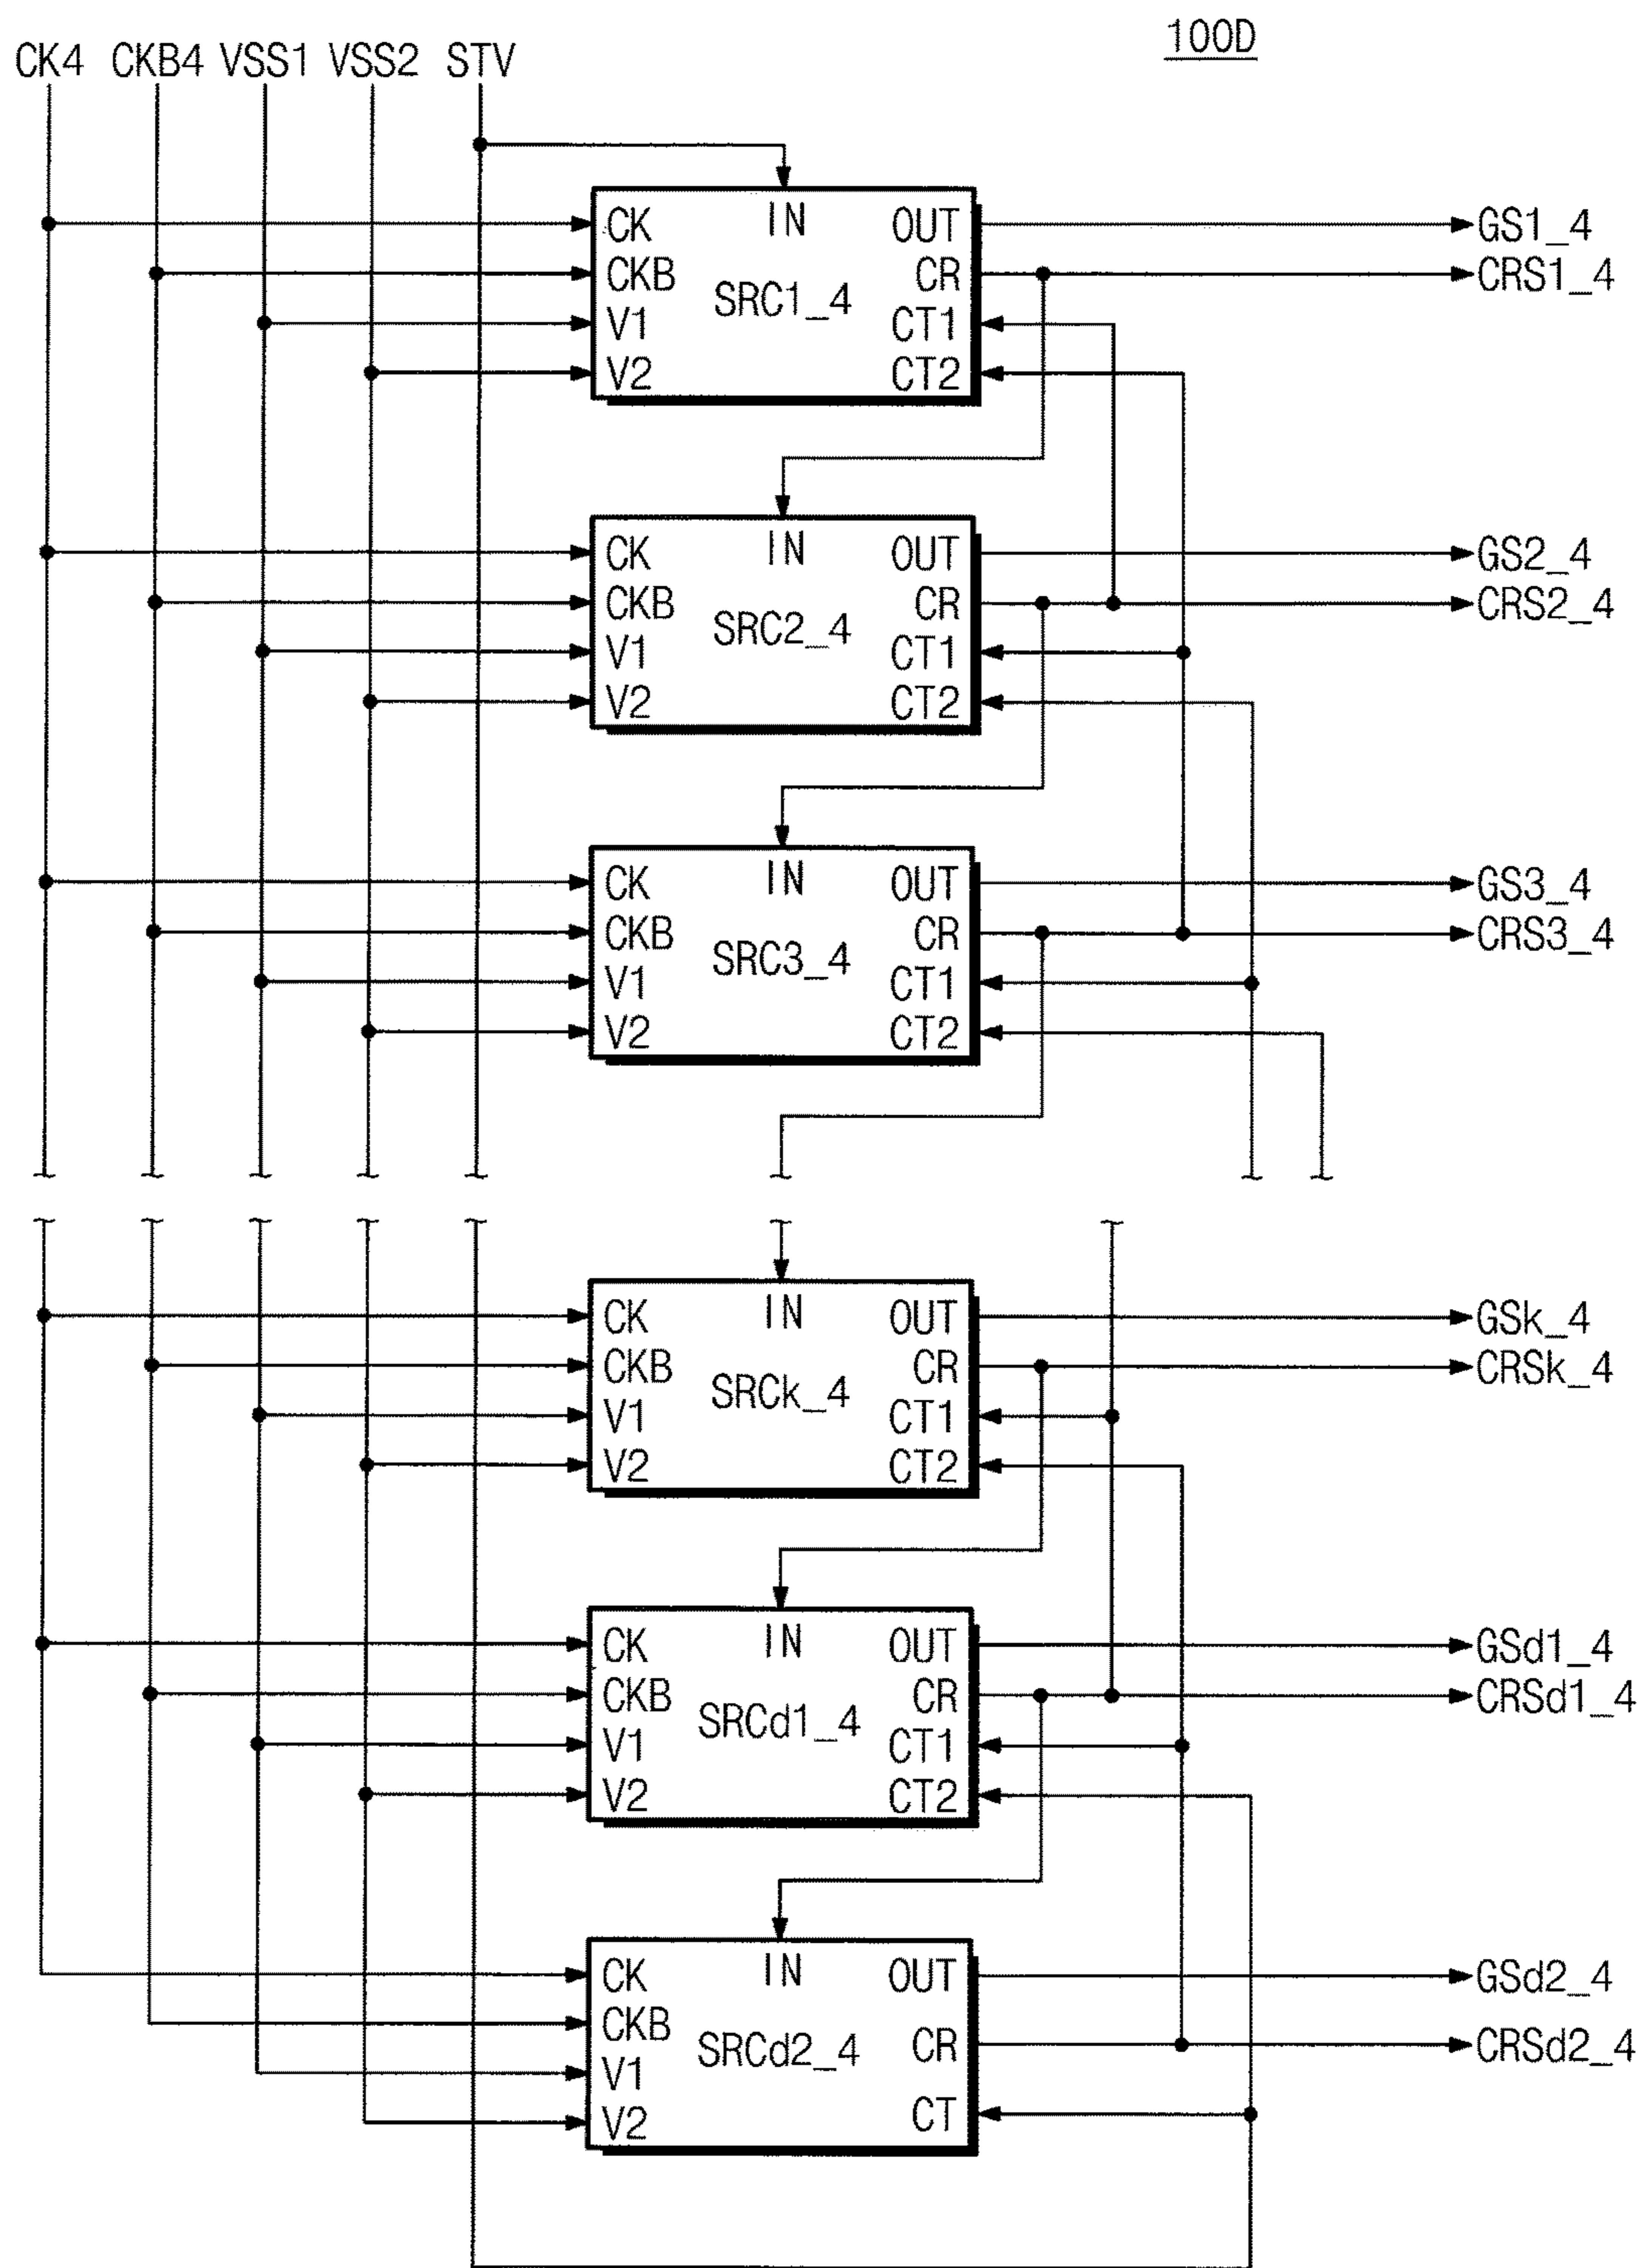 100D
CK4 CKB4 VSS1 VSS2 STV
IN
CK OUT GS1_4
CKB CR CRS1_4
SRC1_4
V1 CT1
V2 CT2
IN
CK OUT GS2_4
CKB CR CRS2_4
SRC2_4
V1 CT1
V2 CT2
IN
CK OUT GS3_4
CKB CR CRS3_4
SRC3_4
V1 CT1
V2 CT2
IN
CK OUT GSk_4
CKB CR CRSk_4
SRCk_4
V1 CT1
V2 CT2
IN
CK OUT GSd1_4
CKB CR CRSd1_4
SRCd1_4
V1 CT1
V2 CT2
IN
CK OUT GSd2_4
CKB
SRCd2_4 CR CRSd2_4
V1
V2 CT